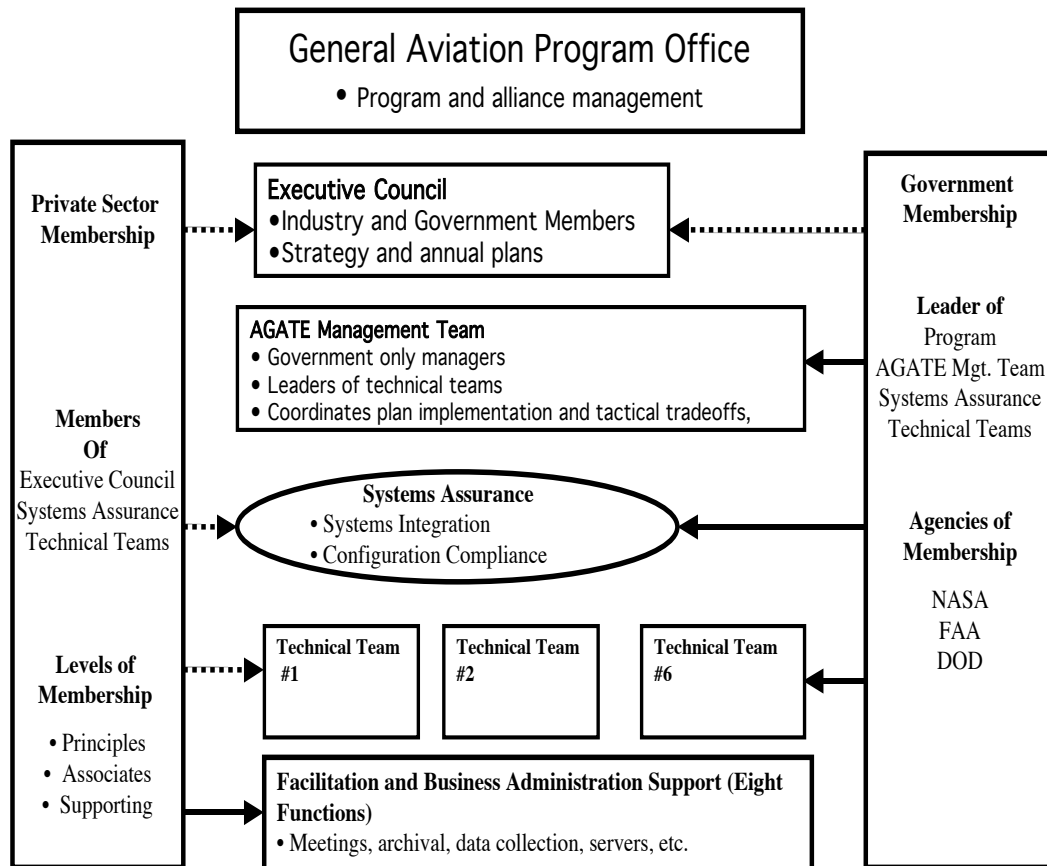 General Aviation Program Office
• Program and alliance management
Private Sector
Membership
Members
Of
Executive Council
Systems Assurance
Technical Teams
Levels of
Membership
• Principles
• Associates
• Supporting
Executive Council
•Industry and Government Members
•Strategy and annual plans
AGATE Management Team
• Government only managers
• Leaders of technical teams
• Coordinates plan implementation and tactical tradeoffs,
Systems Assurance
• Systems Integration
• Configuration Compliance
Technical Team
#1
Technical Team
#2
Technical Team
#6
Facilitation and Business Administration Support (Eight
Functions)
• Meetings, archival, data collection, servers, etc.
Government
Membership
Leader of
Program
AGATE Mgt. Team
Systems Assurance
Technical Teams
Agencies of
Membership
NASA
FAA
DOD